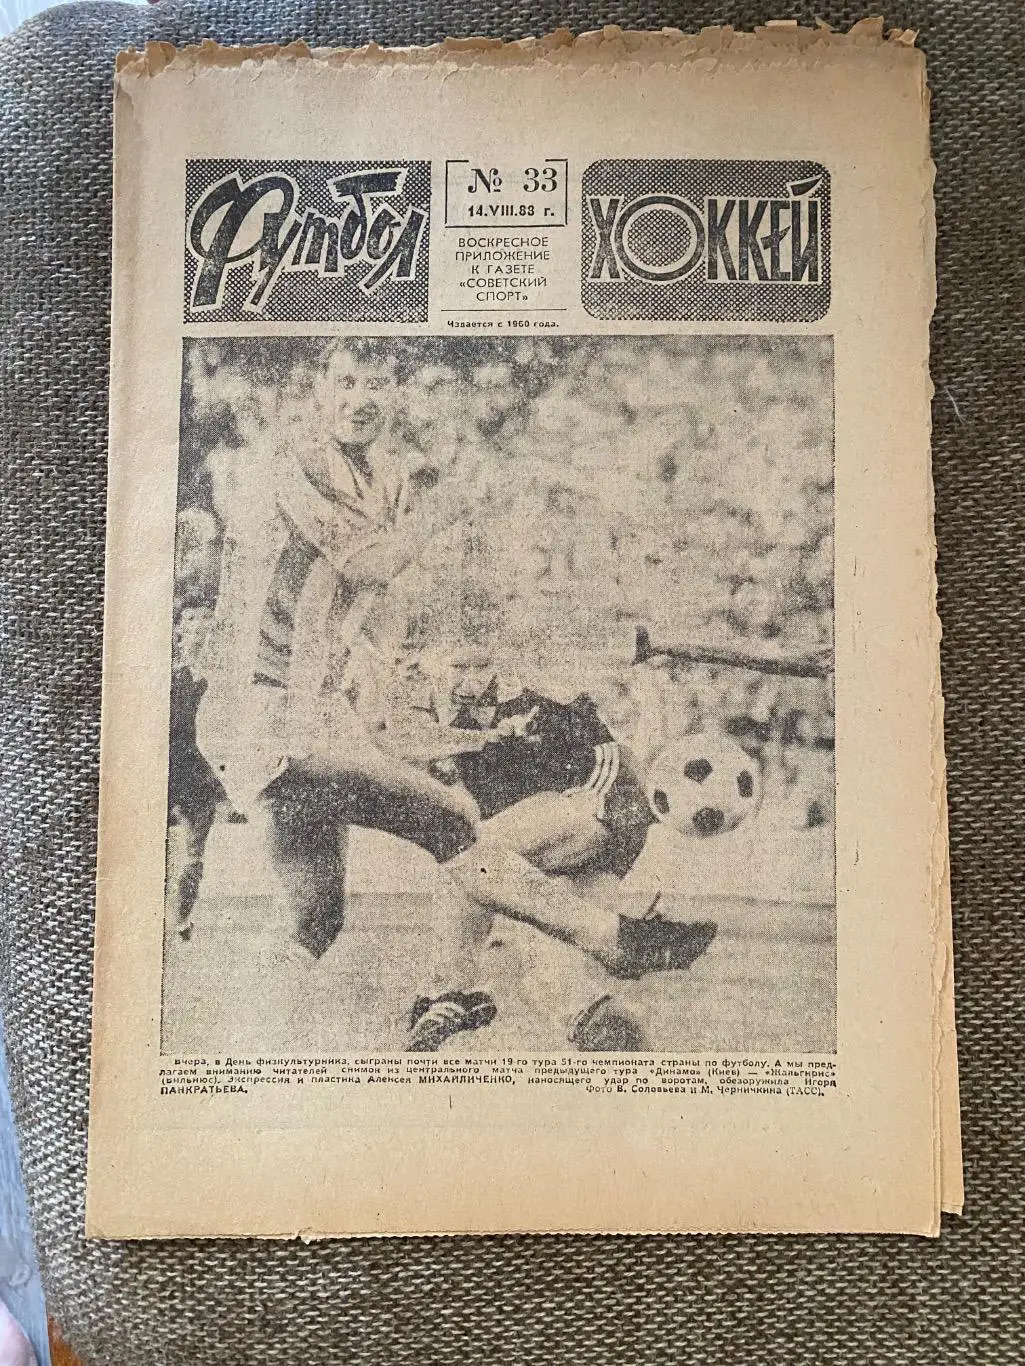 Футбол
№ 33
14.VIII.88 г.
ВОСКРЕСНОЕ
ПРИЛОЖЕНИЕ
К ГАЗЕТЕ
«СОВЕТСКИЙ
СПОРТ»
Издается с 1960 года.
ХОККЕЙ
Вчера, в День физкультурника, сыграны почти все матчи 19-го тура 51-го чемпионата страны по футболу. А мы пред-
лагаем вниманию читателей снимок из центрального матча предыдущего тура «Динамо» (Киев) — «Жальгирис»
(Вильнюс). Экспрессия и пластика Алексея МИХАЙЛИЧЕНКО, наносящего удар по воротам, обезоружила Игоря
ПАНКРАТЬЕВА. Фото В. Соловьева и М. Черничкина (ТАСС).